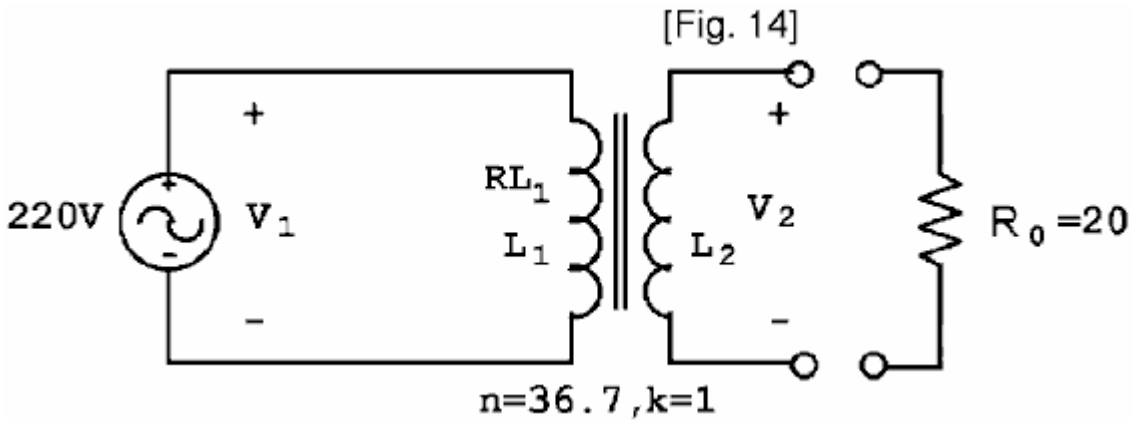 [Fig. 14]
+
+
220V
+
-
V₁
RL₁
L₁
L₂
V₂
R₀ =20
-
-
n=36.7,k=1